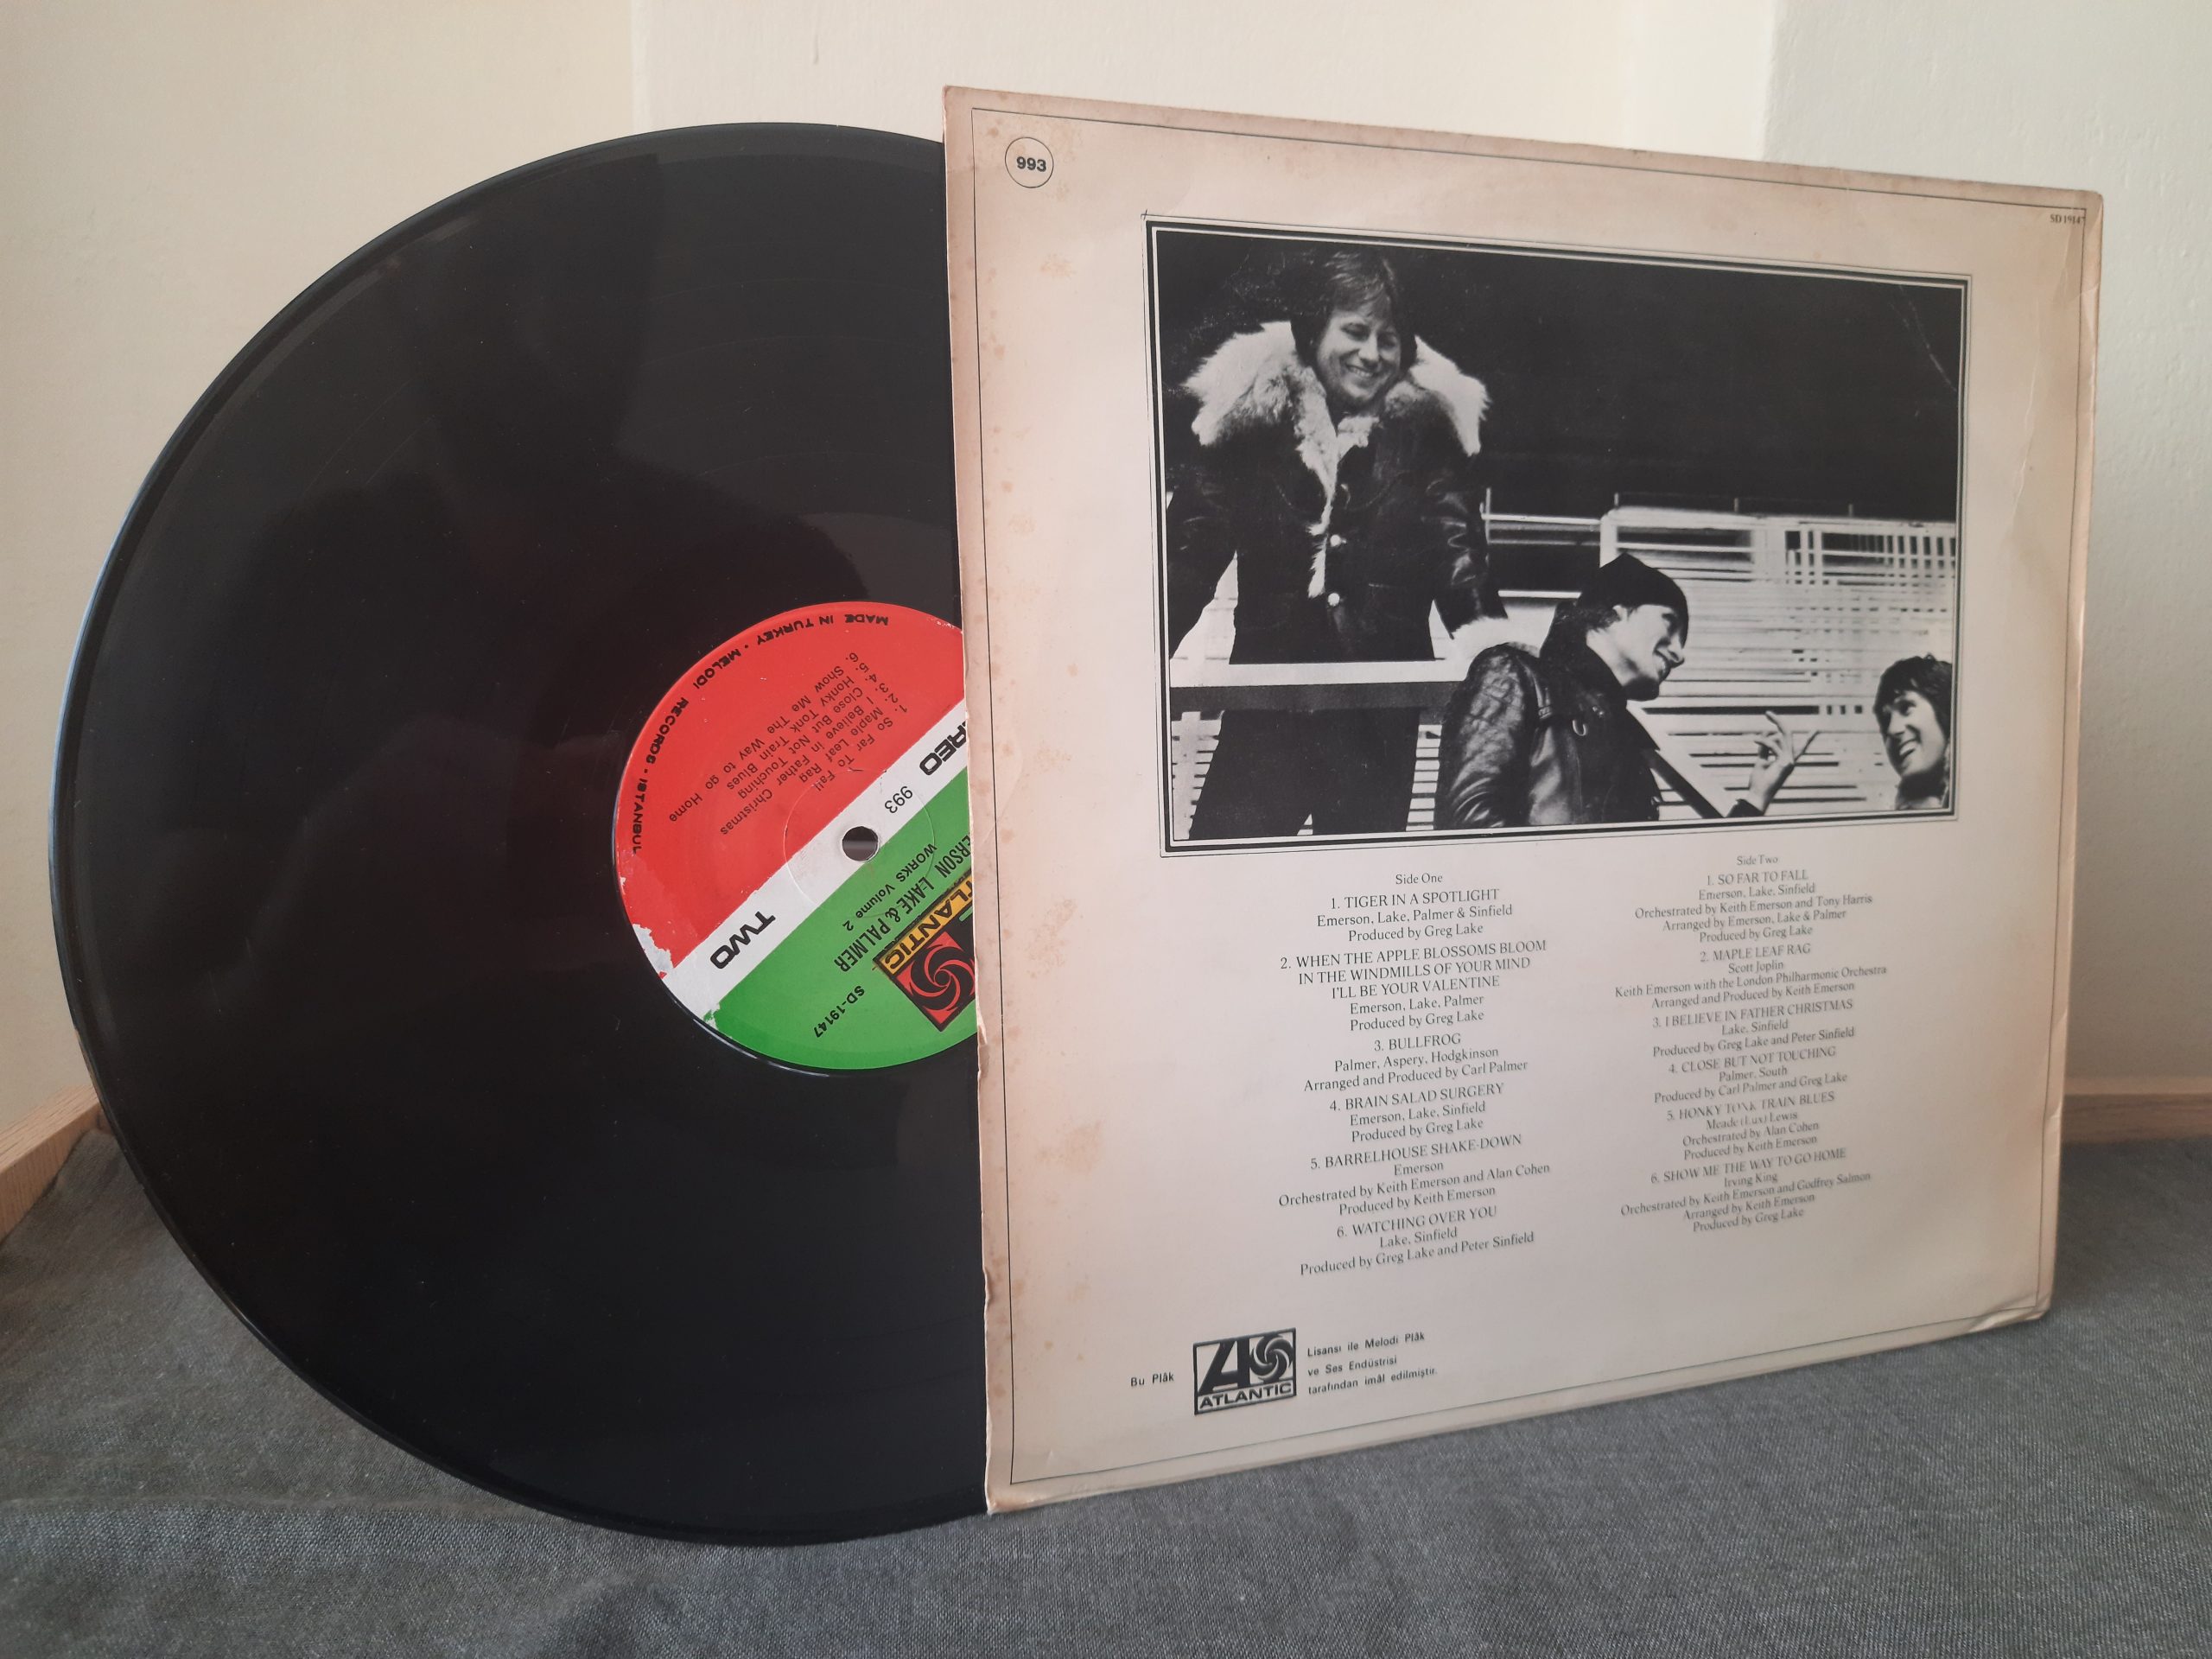 993
SD 1914
Side One
1. TIGER IN A SPOTLIGHT
Emerson, Lake, Palmer & Sinfield
Produced by Greg Lake
2. WHEN THE APPLE BLOSSOMS BLOOM
IN THE WINDMILLS OF YOUR MIND
I'LL BE YOUR VALENTINE
Emerson, Lake, Palmer
Produced by Greg Lake
3. BULLFROG
Palmer, Aspery, Hodgkinson
Arranged and Produced by Carl Palmer
4. BRAIN SALAD SURGERY
Emerson, Lake, Sinfield
Produced by Greg Lake
5. BARRELHOUSE SHAKE-DOWN
Emerson
Orchestrated by Keith Emerson and Alan Cohen
Produced by Keith Emerson
6. WATCHING OVER YOU
Lake, Sinfield
Produced by Greg Lake and Peter Sinfield
Side Two
1. SO FAR TO FALL
Emerson, Lake, Sinfield
Orchestrated by Keith Emerson and Tony Harris
Arranged by Emerson, Lake & Palmer
Produced by Greg Lake
2. MAPLE LEAF RAG
Scott Joplin
Keith Emerson with the London Philharmonic Orchestra
Arranged and Produced by Keith Emerson
3. I BELIEVE IN FATHER CHRISTMAS
Lake, Sinfield
Produced by Greg Lake and Peter Sinfield
4. CLOSE BUT NOT TOUCHING
Palmer, South
Produced by Carl Palmer and Greg Lake
5. HONKY TONK TRAIN BLUES
Meade (Lux) Lewis
Orchestrated by Alan Cohen
Produced by Keith Emerson
6. SHOW ME THE WAY TO GO HOME
Irving King
Orchestrated by Keith Emerson and Godfrey Salmon
Arranged by Keith Emerson
Produced by Greg Lake
Bu Plâk
ATLANTIC
Lisansı ile Melodi Plâk
ve Ses Endüstrisi
tarafından imâl edilmiştir.
ATLANTIC
SD-19147
ERSON LAKE & PALMER
WORKS Volume 2
993
TWO
REO
1. So Far To Fall
2. Maple Leaf Rag
3. I Believe in Father Christmas
4. Close But Not Touching
5. Honky Tonk Train Blues
6. Show Me The Way to go Home
MADE IN TURKEY · MELODI RECORDS · ISTANBUL